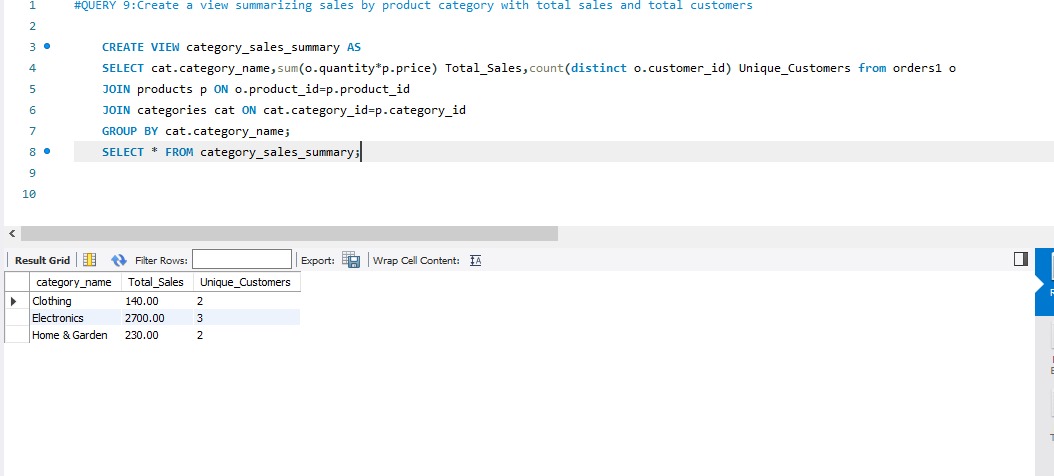 1 #QUERY 9:Create a view summarizing sales by product category with total sales and total customers
2
3 CREATE VIEW category_sales_summary AS
4 SELECT cat.category_name,sum(o.quantity*p.price) Total_Sales,count(distinct o.customer_id) Unique_Customers from orders1 o
5 JOIN products p ON o.product_id=p.product_id
6 JOIN categories cat ON cat.category_id=p.category_id
7 GROUP BY cat.category_name;
8 SELECT * FROM category_sales_summary;
9
10
Result Grid Filter Rows: Export: Wrap Cell Content:
category_name Total_Sales Unique_Customers
Clothing 140.00 2
Electronics 2700.00 3
Home & Garden 230.00 2